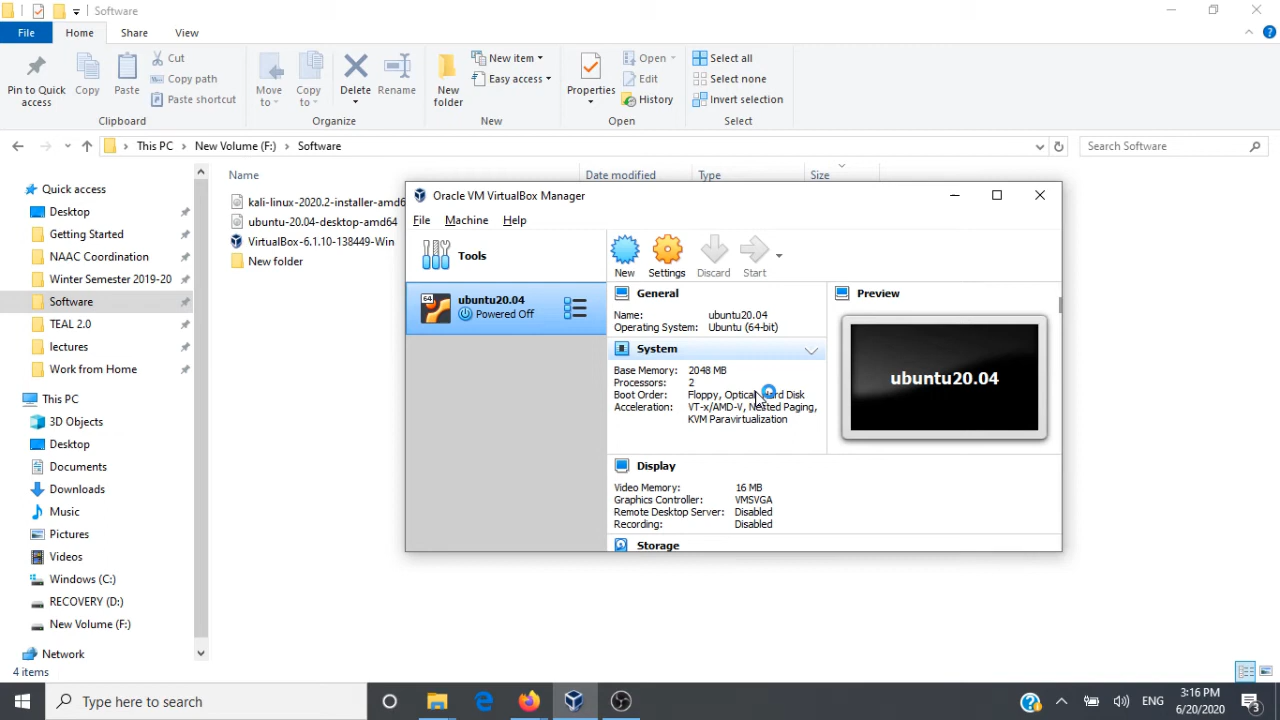 Software
File
Home
Share
View
Pin to Quick access
Copy
Paste
Cut
Copy path
Paste shortcut
Clipboard
Move to
Copy to
Delete
Rename
Organize
New folder
New item
Easy access
New
Properties
Open
Edit
History
Open
Select all
Select none
Invert selection
Select
This PC > New Volume (F:) > Software
Search Software
Name
Date modified
Type
Size
Quick access
Desktop
Getting Started
NAAC Coordination
Winter Semester 2019-20
Software
TEAL 2.0
lectures
Work from Home
This PC
3D Objects
Desktop
Documents
Downloads
Music
Pictures
Videos
Windows (C:)
RECOVERY (D:)
New Volume (F:)
Network
4 items
kali-linux-2020.2-installer-amd6
ubuntu-20.04-desktop-amd64
VirtualBox-6.1.10-138449-Win
New folder
Oracle VM VirtualBox Manager
File
Machine
Help
Tools
64
ubuntu20.04
Powered Off
New
Settings
Discard
Start
General
Name: ubuntu20.04
Operating System: Ubuntu (64-bit)
System
Base Memory: 2048 MB
Processors: 2
Boot Order: Floppy, Optical, Hard Disk
Acceleration: VT-x/AMD-V, Nested Paging,
KVM Paravirtualization
Display
Video Memory: 16 MB
Graphics Controller: VMSVGA
Remote Desktop Server: Disabled
Recording: Disabled
Storage
Preview
ubuntu20.04
Type here to search
ENG
3:16 PM
6/20/2020
3